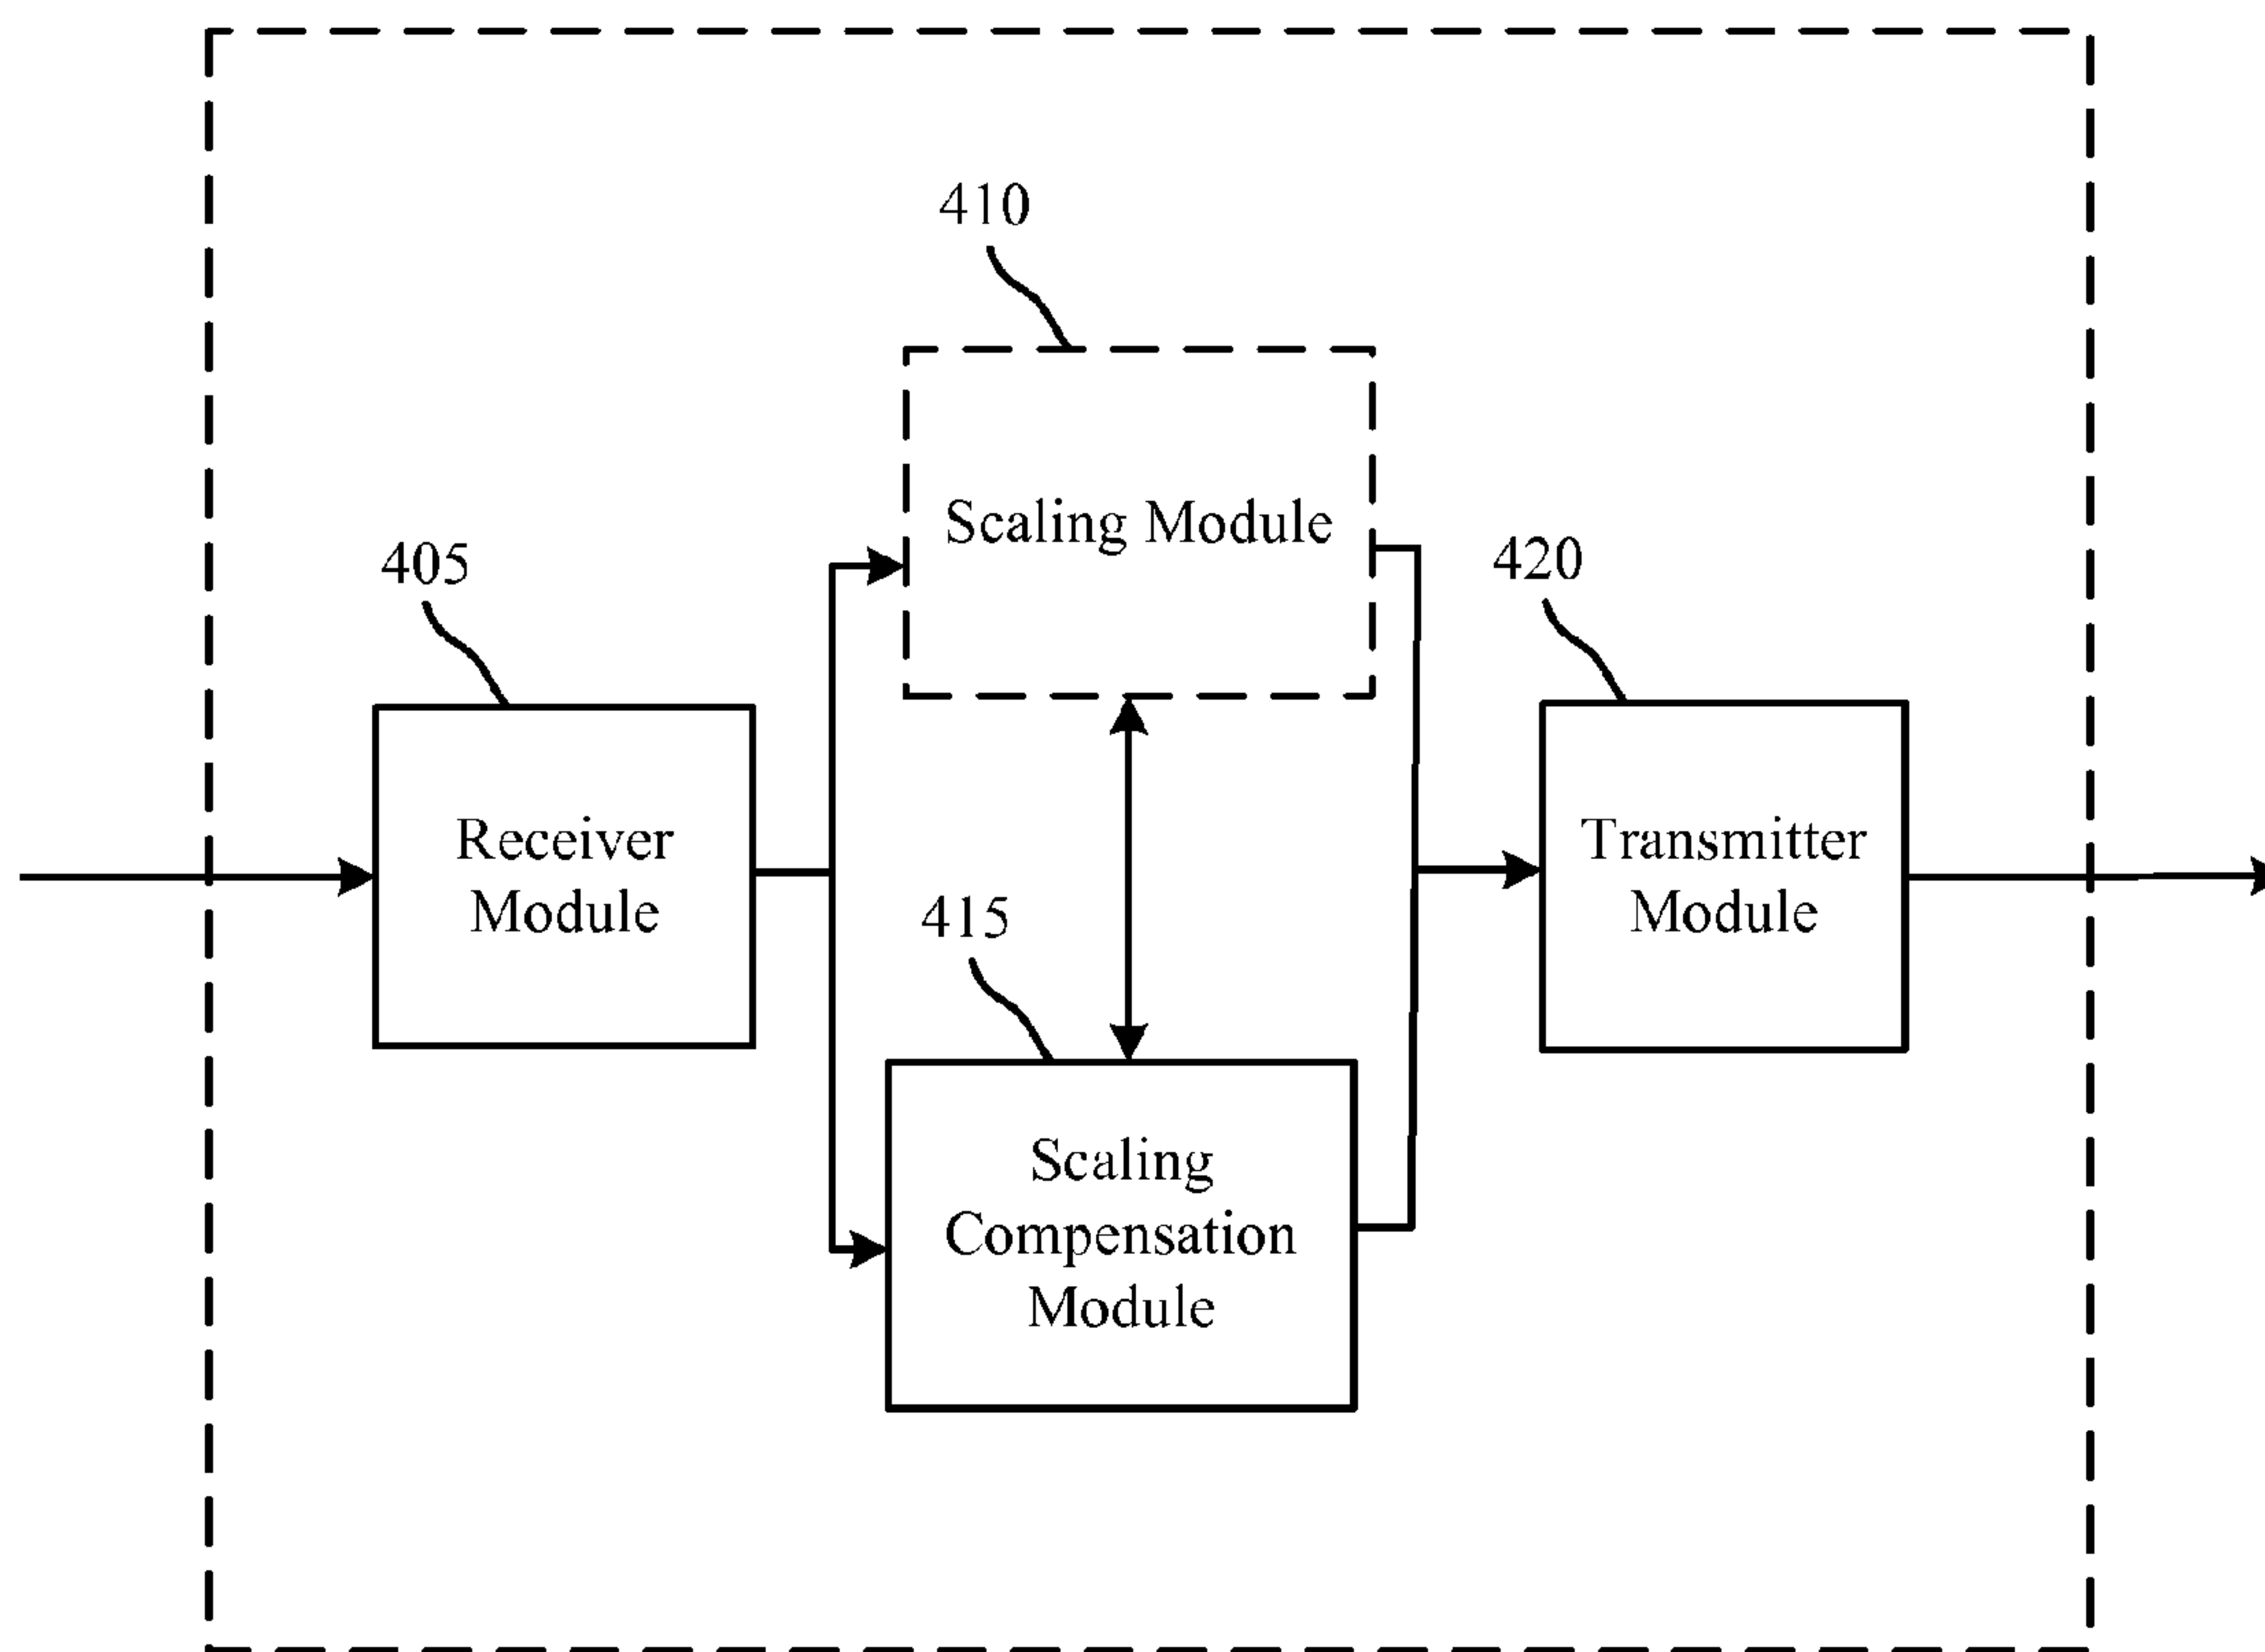 410
Scaling Module
405
420
Receiver
Module
Transmitter
Module
415
Scaling
Compensation
Module